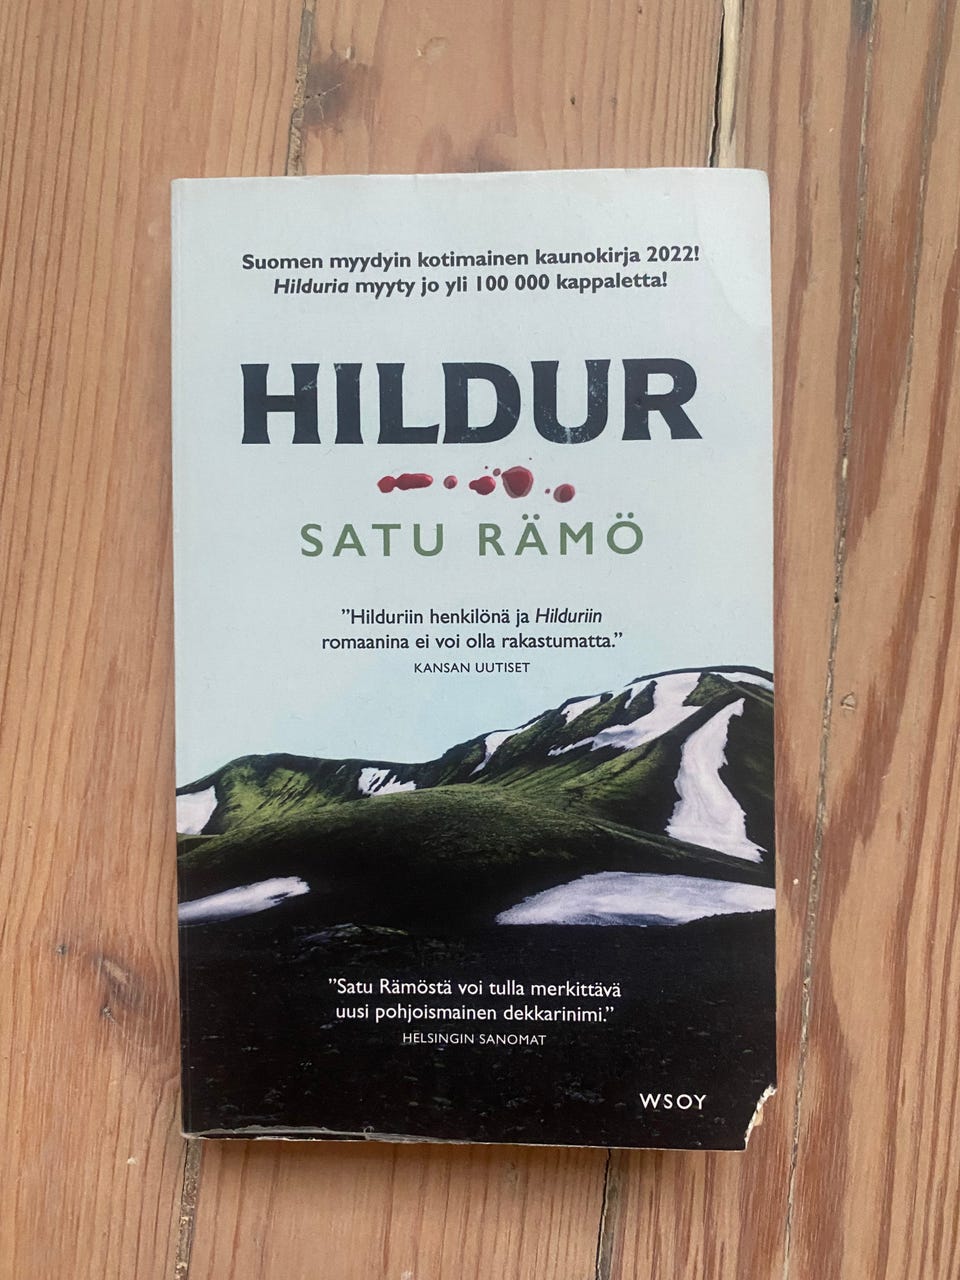 Suomen myydyin kotimainen kaunokirja 2022!
Hilduria myyty jo yli 100 000 kappaletta!
HILDUR
SATU RÄMÖ
”Hilduriin henkilönä ja Hilduriin
romaanina ei voi olla rakastumatta.”
KANSAN UUTISET
”Satu Rämöstä voi tulla merkittävä
uusi pohjoismainen dekkarinimi.”
HELSINGIN SANOMAT
WSOY